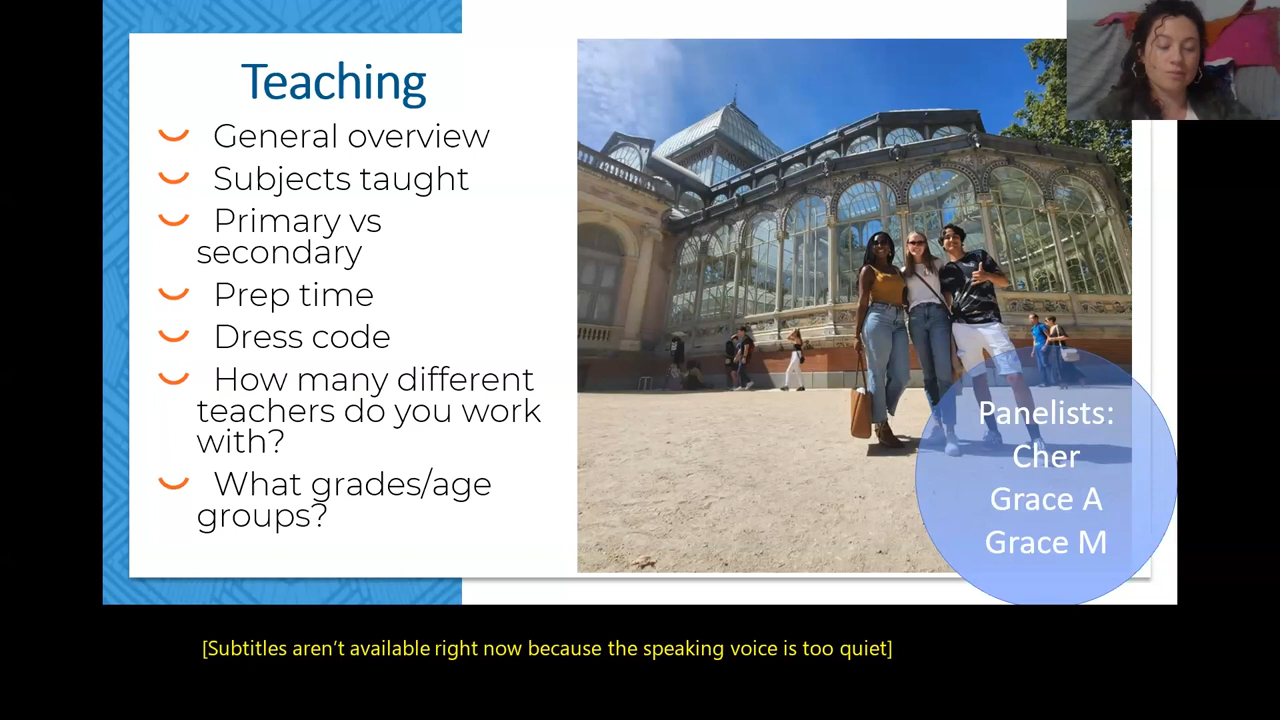 Teaching
General overview
Subjects taught
Primary vs
secondary
Prep time
Dress code
How many different
teachers do you work
with?
What grades/age
groups?
Panelists:
Cher
Grace A
Grace M
[Subtitles aren’t available right now because the speaking voice is too quiet]